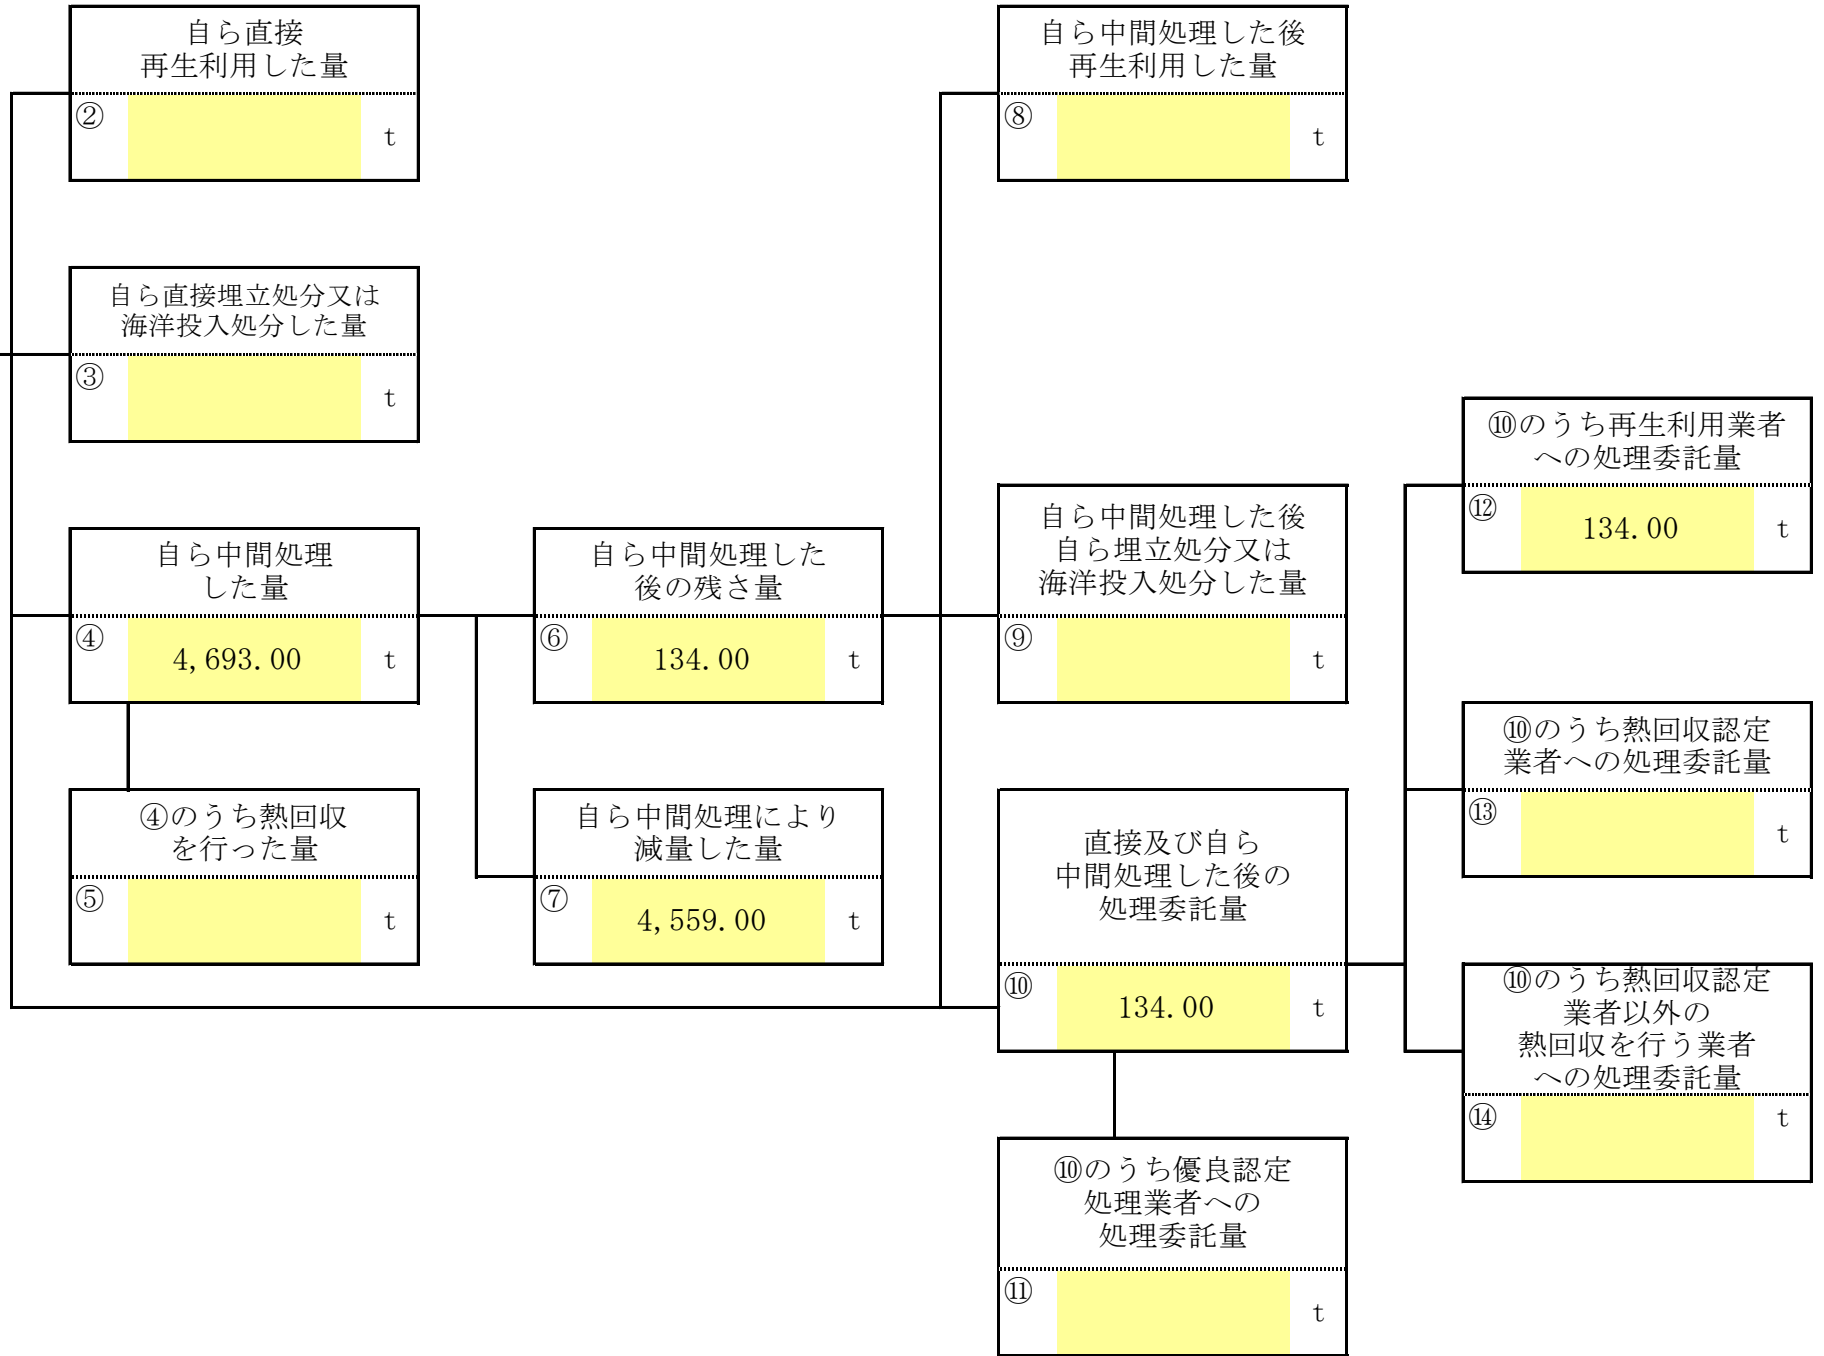 自ら直接
再生利用した量
②
t
自ら中間処理した後
再生利用した量
⑧
t
自ら直接埋立処分又は
海洋投入処分した量
③
t
⑩のうち再生利用業者
への処理委託量
⑫
134.00
t
自ら中間処理
した量
④
4,693.00
t
自ら中間処理した
後の残さ量
⑥
134.00
t
自ら中間処理した後
自ら埋立処分又は
海洋投入処分した量
⑨
t
⑩のうち熱回収認定
業者への処理委託量
⑬
t
④のうち熱回収
を行った量
⑤
t
自ら中間処理により
減量した量
⑦
4,559.00
t
直接及び自ら
中間処理した後の
処理委託量
⑩
134.00
t
⑩のうち熱回収認定
業者以外の
熱回収を行う業者
への処理委託量
⑭
t
⑩のうち優良認定
処理業者への
処理委託量
⑪
t